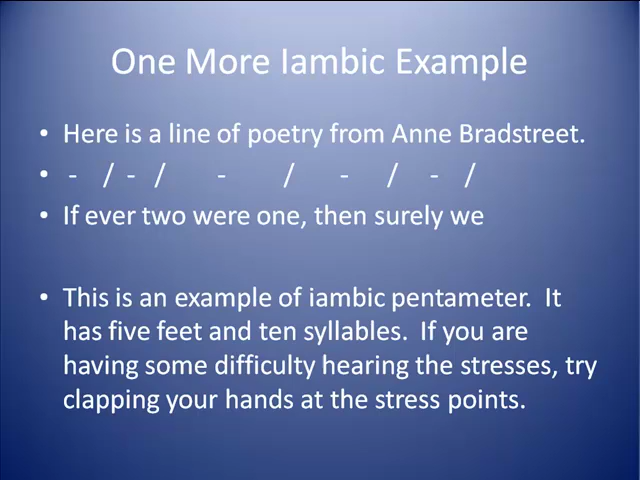 One More Iambic Example
• Here is a line of poetry from Anne Bradstreet.
• - / - / - / - / - /
• If ever two were one, then surely we
• This is an example of iambic pentameter. It
has five feet and ten syllables. If you are
having some difficulty hearing the stresses, try
clapping your hands at the stress points.